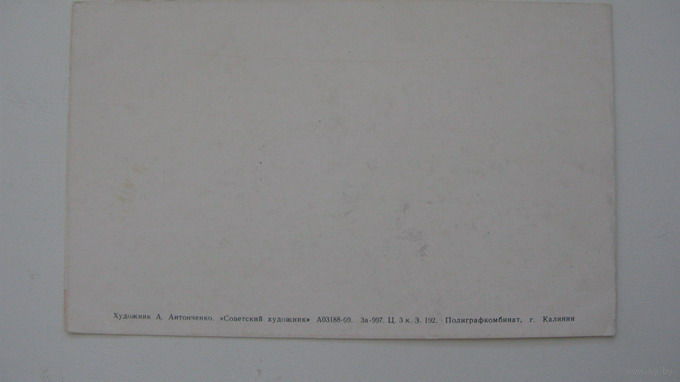 Художник А. Антонченко. «Советский художник» А03188-69. За-997. Ц. 3 к. З. 192. Полиграфкомбинат, г. Калинин